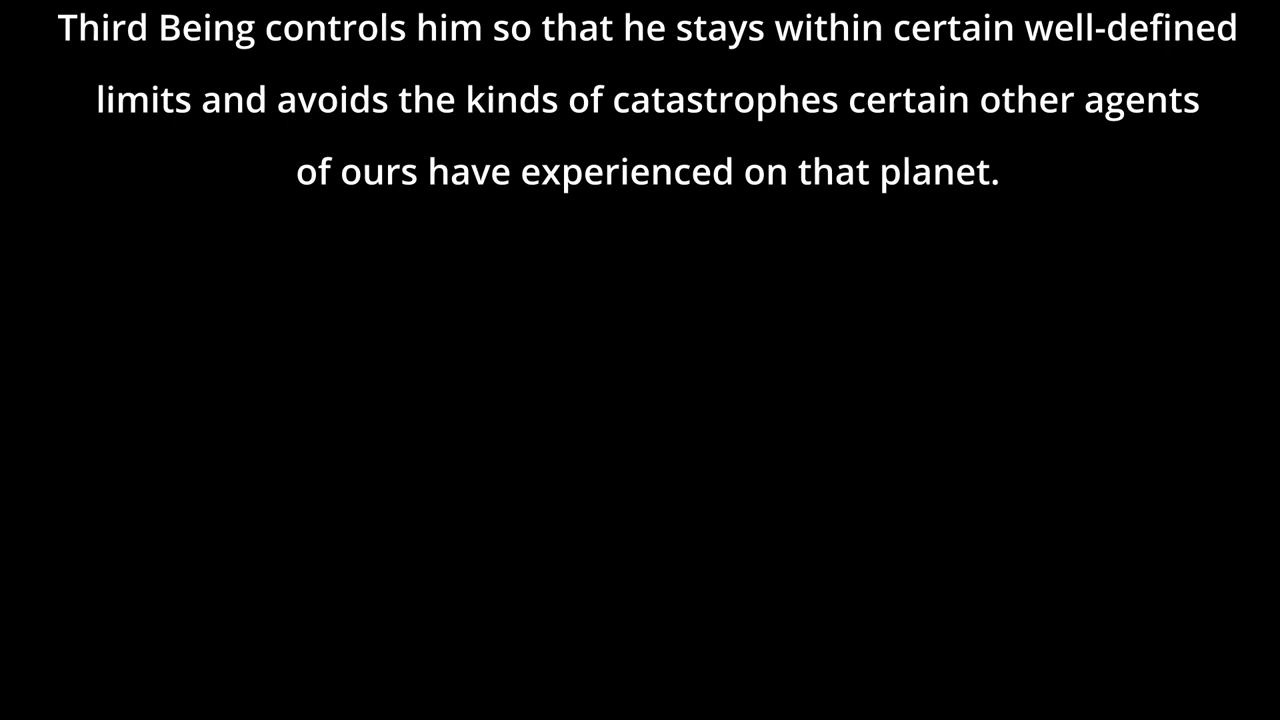 Third Being controls him so that he stays within certain well-defined
limits and avoids the kinds of catastrophes certain other agents
of ours have experienced on that planet.